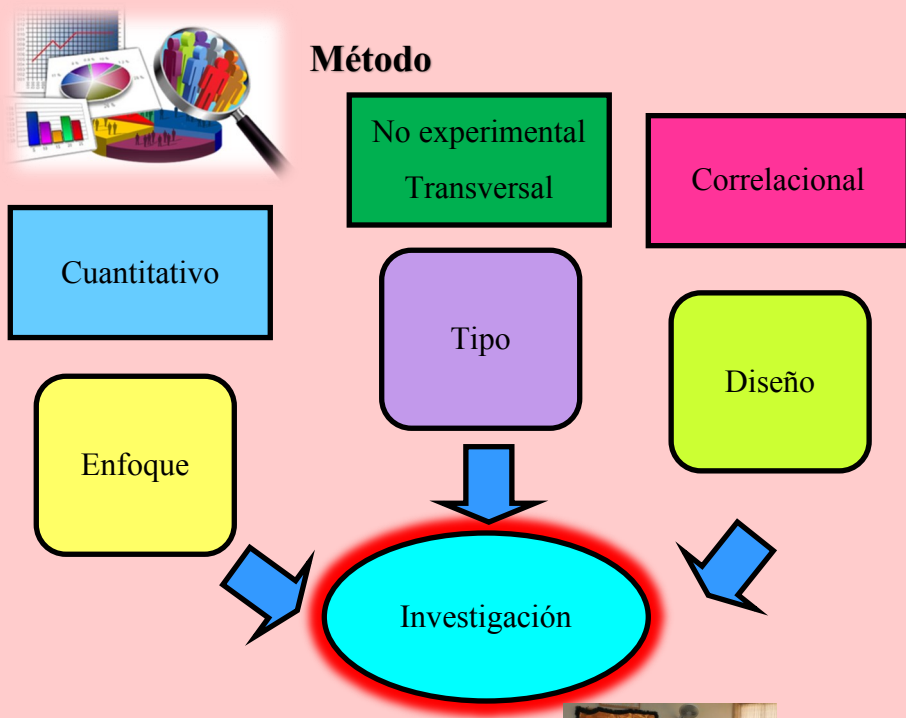 Método
No experimental
Transversal
Correlacional
Cuantitativo
Tipo
Diseño
Enfoque
Investigación